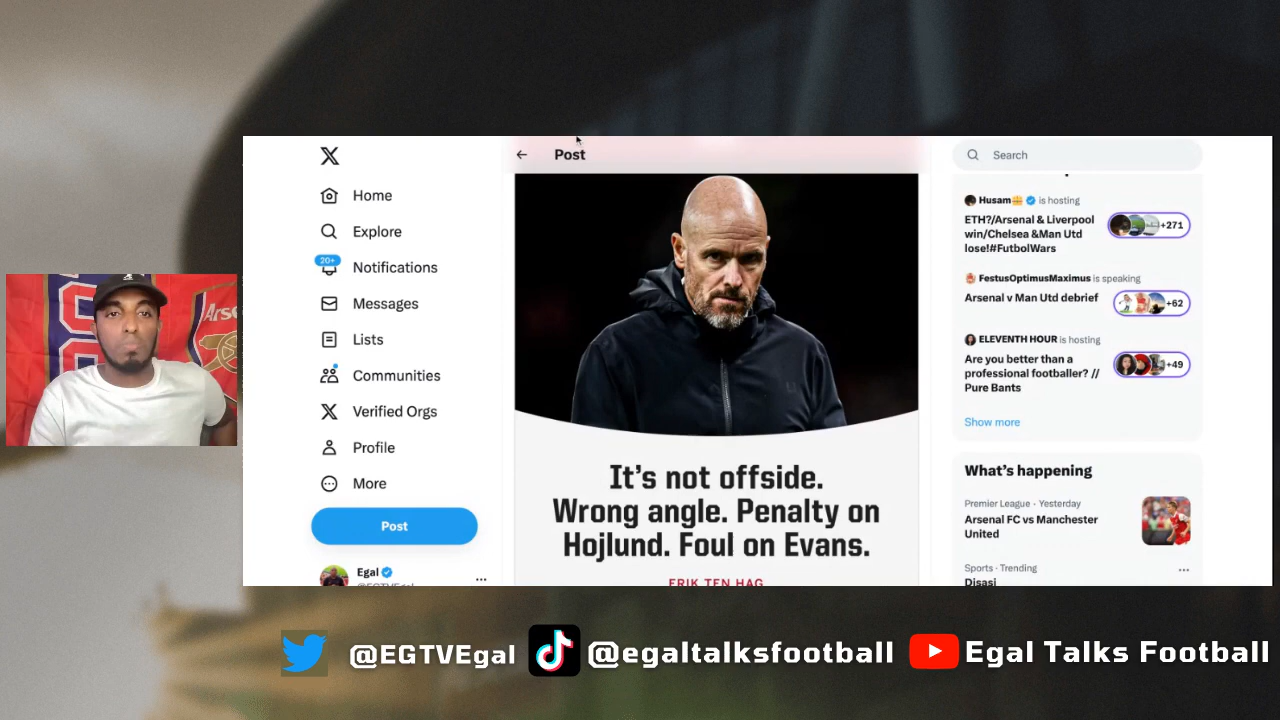 Post
Search
Home
Explore
20+
Notifications
Messages
Lists
Communities
Verified Orgs
Profile
More
Post
Egal
@EGTVEgal
It's not offside.
Wrong angle. Penalty on
Hojlund. Foul on Evans.
ERIK TEN HAG
Husam is hosting
ETH?/Arsenal & Liverpool
win/Chelsea &Man Utd
lose!#FutbolWars
+271
FestusOptimusMaximus is speaking
Arsenal v Man Utd debrief
+62
ELEVENTH HOUR is hosting
Are you better than a
professional footballer? //
Pure Bants
+49
Show more
What's happening
Premier League · Yesterday
Arsenal FC vs Manchester
United
Sports · Trending
Disasi
Arse
@EGTVEgal
@egaltalksfootball
Egal Talks Football